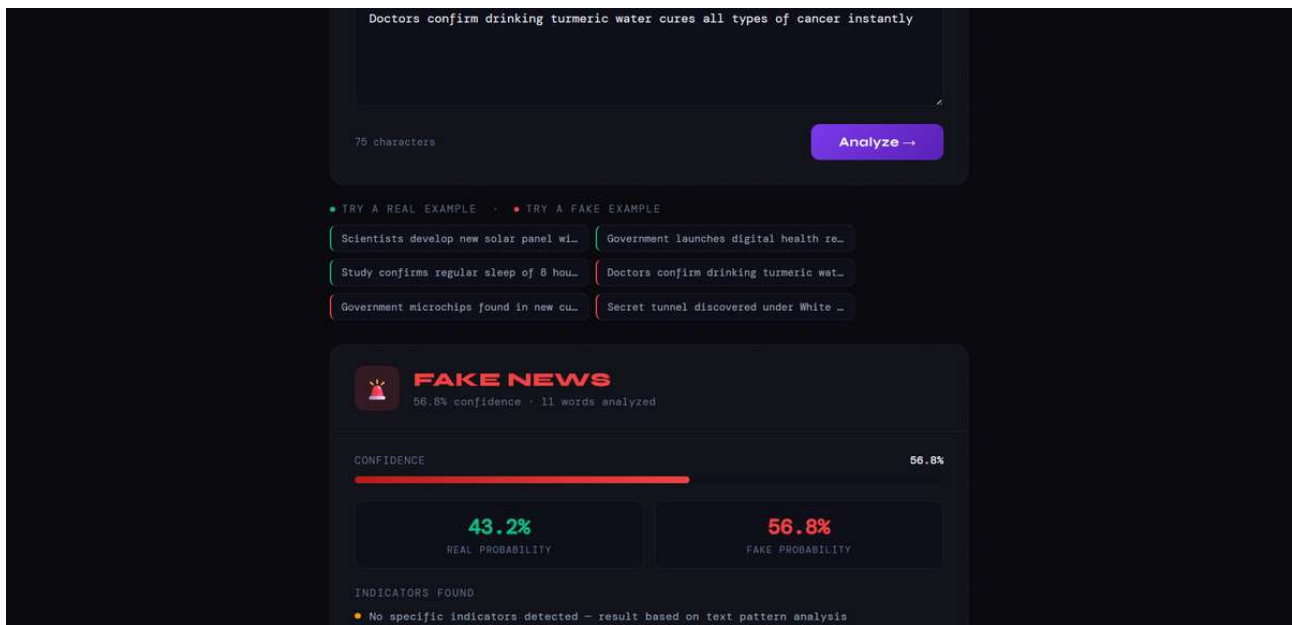 Doctors confirm drinking turmeric water cures all types of cancer instantly
75 characters
Analyze →
TRY A REAL EXAMPLE · TRY A FAKE EXAMPLE
Scientists develop new solar panel wi…
Government launches digital health re…
Study confirms regular sleep of 8 hou…
Doctors confirm drinking turmeric wat…
Government microchips found in new cu…
Secret tunnel discovered under White …
FAKE NEWS
56.8% confidence · 11 words analyzed
CONFIDENCE 56.8%
43.2% 56.8%
REAL PROBABILITY FAKE PROBABILITY
INDICATORS FOUND
No specific indicators detected — result based on text pattern analysis